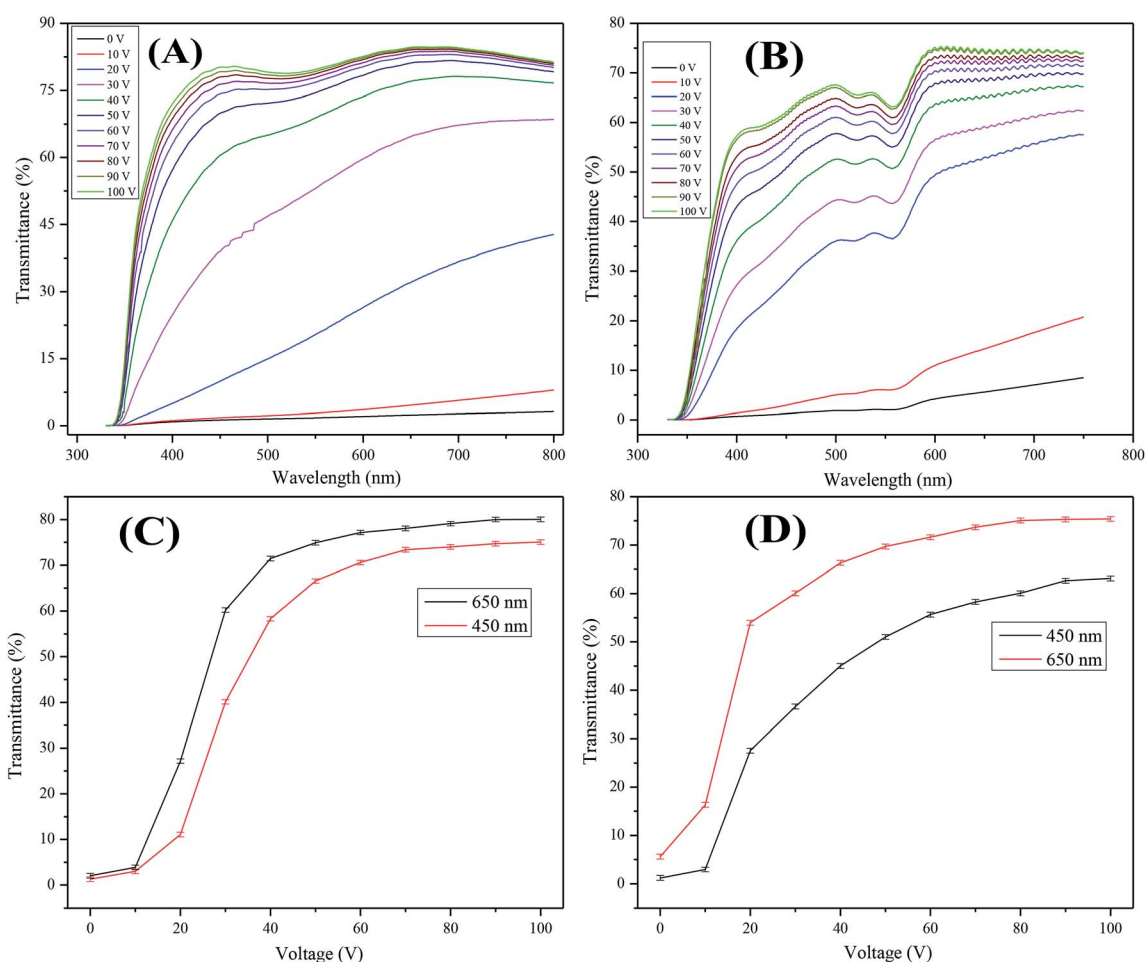 (A)
0 V
10 V
20 V
30 V
40 V
50 V
60 V
70 V
80 V
90 V
100 V
90
75
60
45
30
15
0
Transmittance (%)
300 400 500 600 700 800
Wavelength (nm)
(B)
0 V
10 V
20 V
30 V
40 V
50 V
60 V
70 V
80 V
90 V
100 V
80
70
60
50
40
30
20
10
0
Transmittance (%)
300 400 500 600 700 800
Wavelength (nm)
(C)
650 nm
450 nm
80
70
60
50
40
30
20
10
0
Transmittance (%)
0 20 40 60 80 100
Voltage (V)
(D)
450 nm
650 nm
80
70
60
50
40
30
20
10
0
Transmittance (%)
0 20 40 60 80 100
Voltage (V)